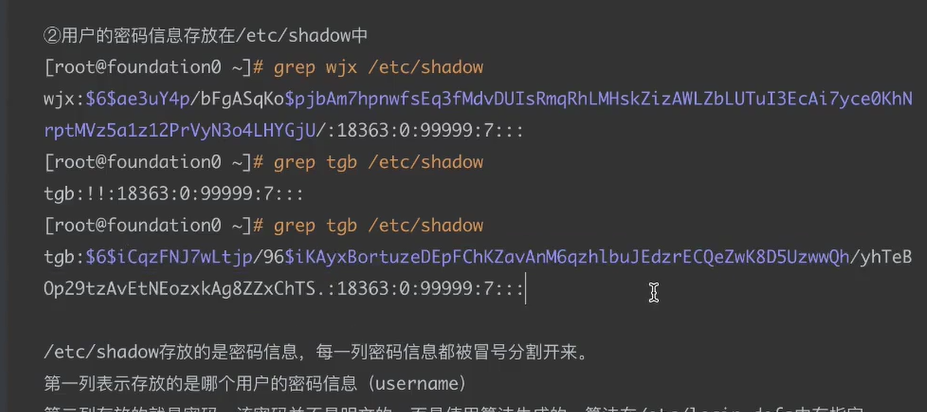 ②用户的密码信息存放在/etc/shadow中
[root@foundation0 ~]# grep wjx /etc/shadow
wjx:$6$ae3uY4p/bFgASqKo$pjbAm7hpnwfsEq3fMdvDUIsRmqRhLMHskZizAWLZbLUTuI3EcAi7yce0KhN
rptMVz5a1z12PrVyN3o4LHYGjU/:18363:0:99999:7:::
[root@foundation0 ~]# grep tgb /etc/shadow
tgb:!!:18363:0:99999:7:::
[root@foundation0 ~]# grep tgb /etc/shadow
tgb:$6$iCqzFNJ7wLtjp/96$iKAyxBortuzeDEpFChKZavAnM6qzhlbuJEdzrECQeZwK8D5UzwwQh/yhTeB
Op29tzAvEtNEozxkAg8ZZxChTS.:18363:0:99999:7:::
/etc/shadow存放的是密码信息，每一列密码信息都被冒号分割开来。
第一列表示存放的是哪个用户的密码信息（username）